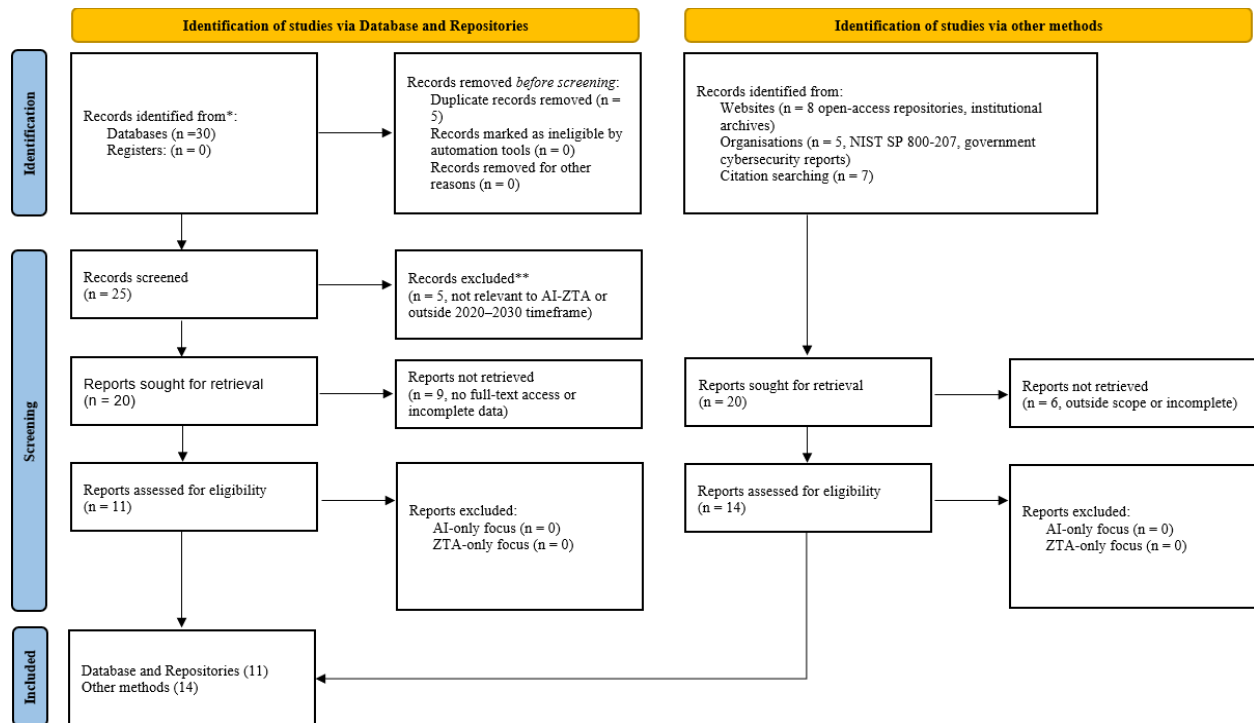 Identification of studies via Database and Repositories
Identification of studies via other methods
Identification
Records identified from*:
Databases (n =30)
Registers: (n = 0)
Records removed before screening:
Duplicate records removed (n =
5)
Records marked as ineligible by
automation tools (n = 0)
Records removed for other
reasons (n = 0)
Records identified from:
Websites (n = 8 open-access repositories, institutional
archives)
Organisations (n = 5, NIST SP 800-207, government
cybersecurity reports)
Citation searching (n = 7)
Screening
Records screened
(n = 25)
Records excluded**
(n = 5, not relevant to AI-ZTA or
outside 2020–2030 timeframe)
Reports sought for retrieval
(n = 20)
Reports not retrieved
(n = 9, no full-text access or
incomplete data)
Reports sought for retrieval
(n = 20)
Reports not retrieved
(n = 6, outside scope or incomplete)
Reports assessed for eligibility
(n = 11)
Reports excluded:
AI-only focus (n = 0)
ZTA-only focus (n = 0)
Reports assessed for eligibility
(n = 14)
Reports excluded:
AI-only focus (n = 0)
ZTA-only focus (n = 0)
Included
Database and Repositories (11)
Other methods (14)